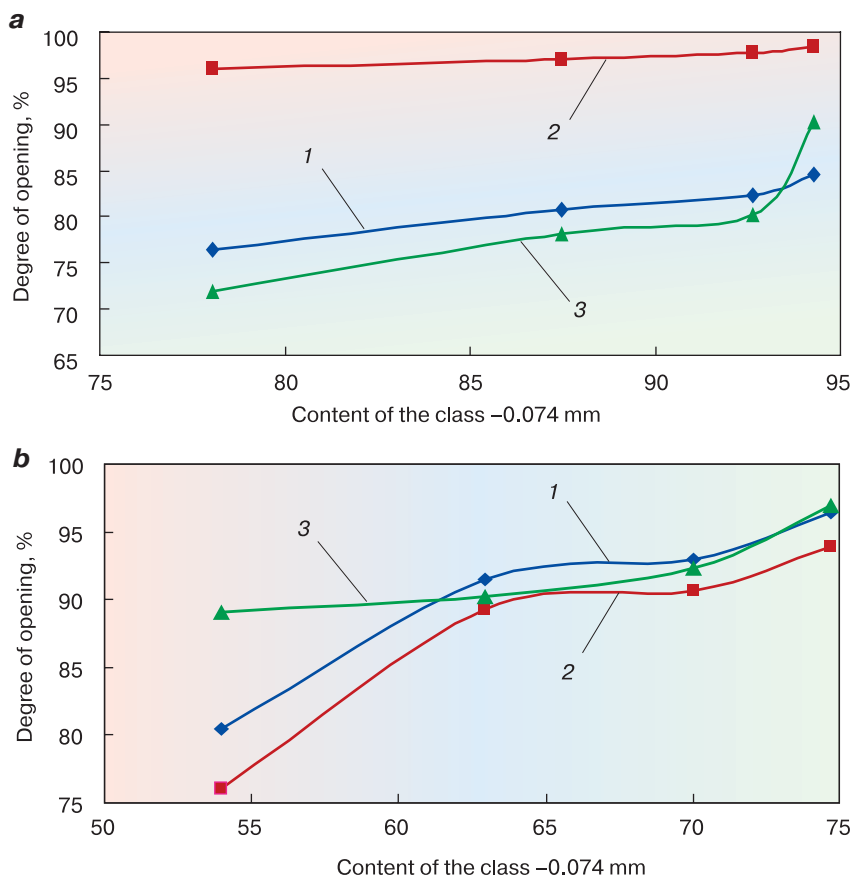 a
100
95
90
85
80
75
70
65
Degree of opening, %
1
2
3
75 80 85 90 95
Content of the class –0.074 mm
b
100
95
90
85
80
75
Degree of opening, %
1
3
2
50 55 60 65 70 75
Content of the class –0.074 mm